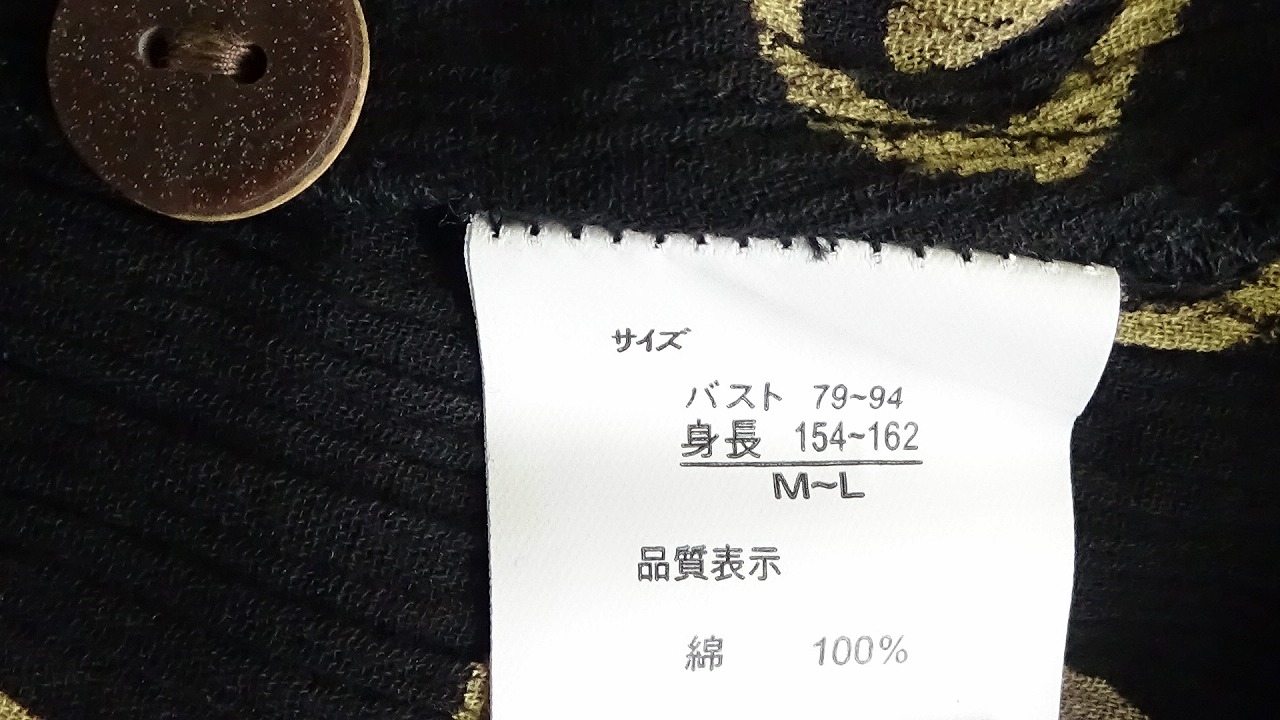 サイズ
バスト 79~94
身長 154~162
M~L
品質表示
綿 100%